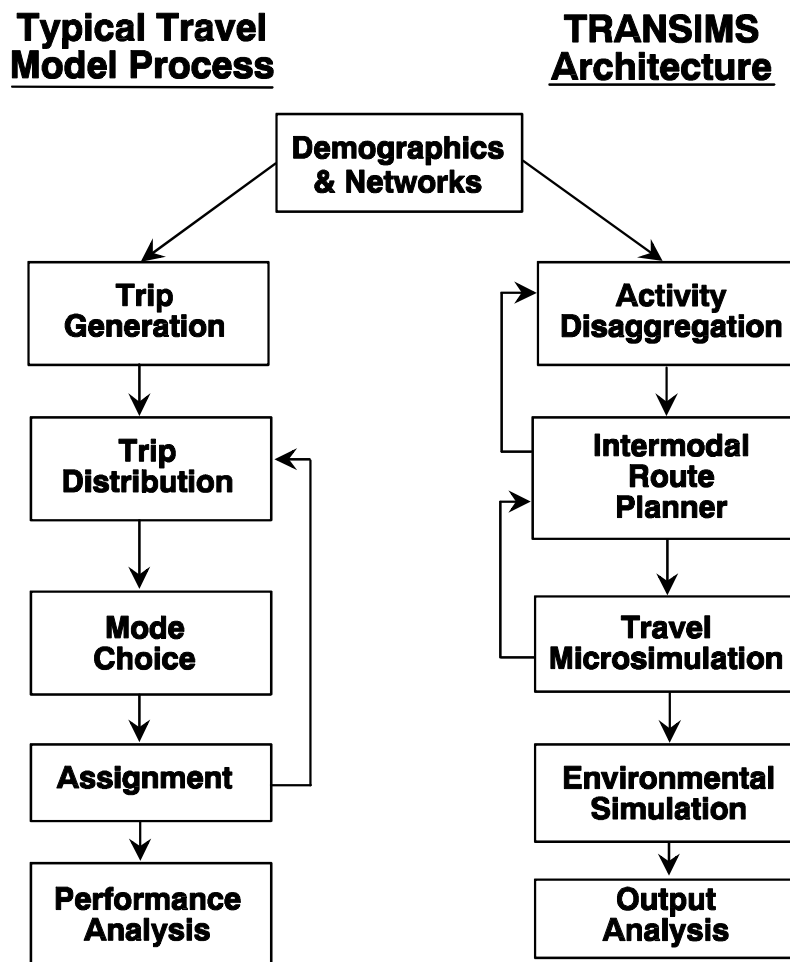 Typical Travel
Model Process
TRANSIMS
Architecture
Demographics
& Networks
Trip
Generation
Activity
Disaggregation
Trip
Distribution
Intermodal
Route
Planner
Mode
Choice
Travel
Microsimulation
Assignment
Environmental
Simulation
Performance
Analysis
Output
Analysis